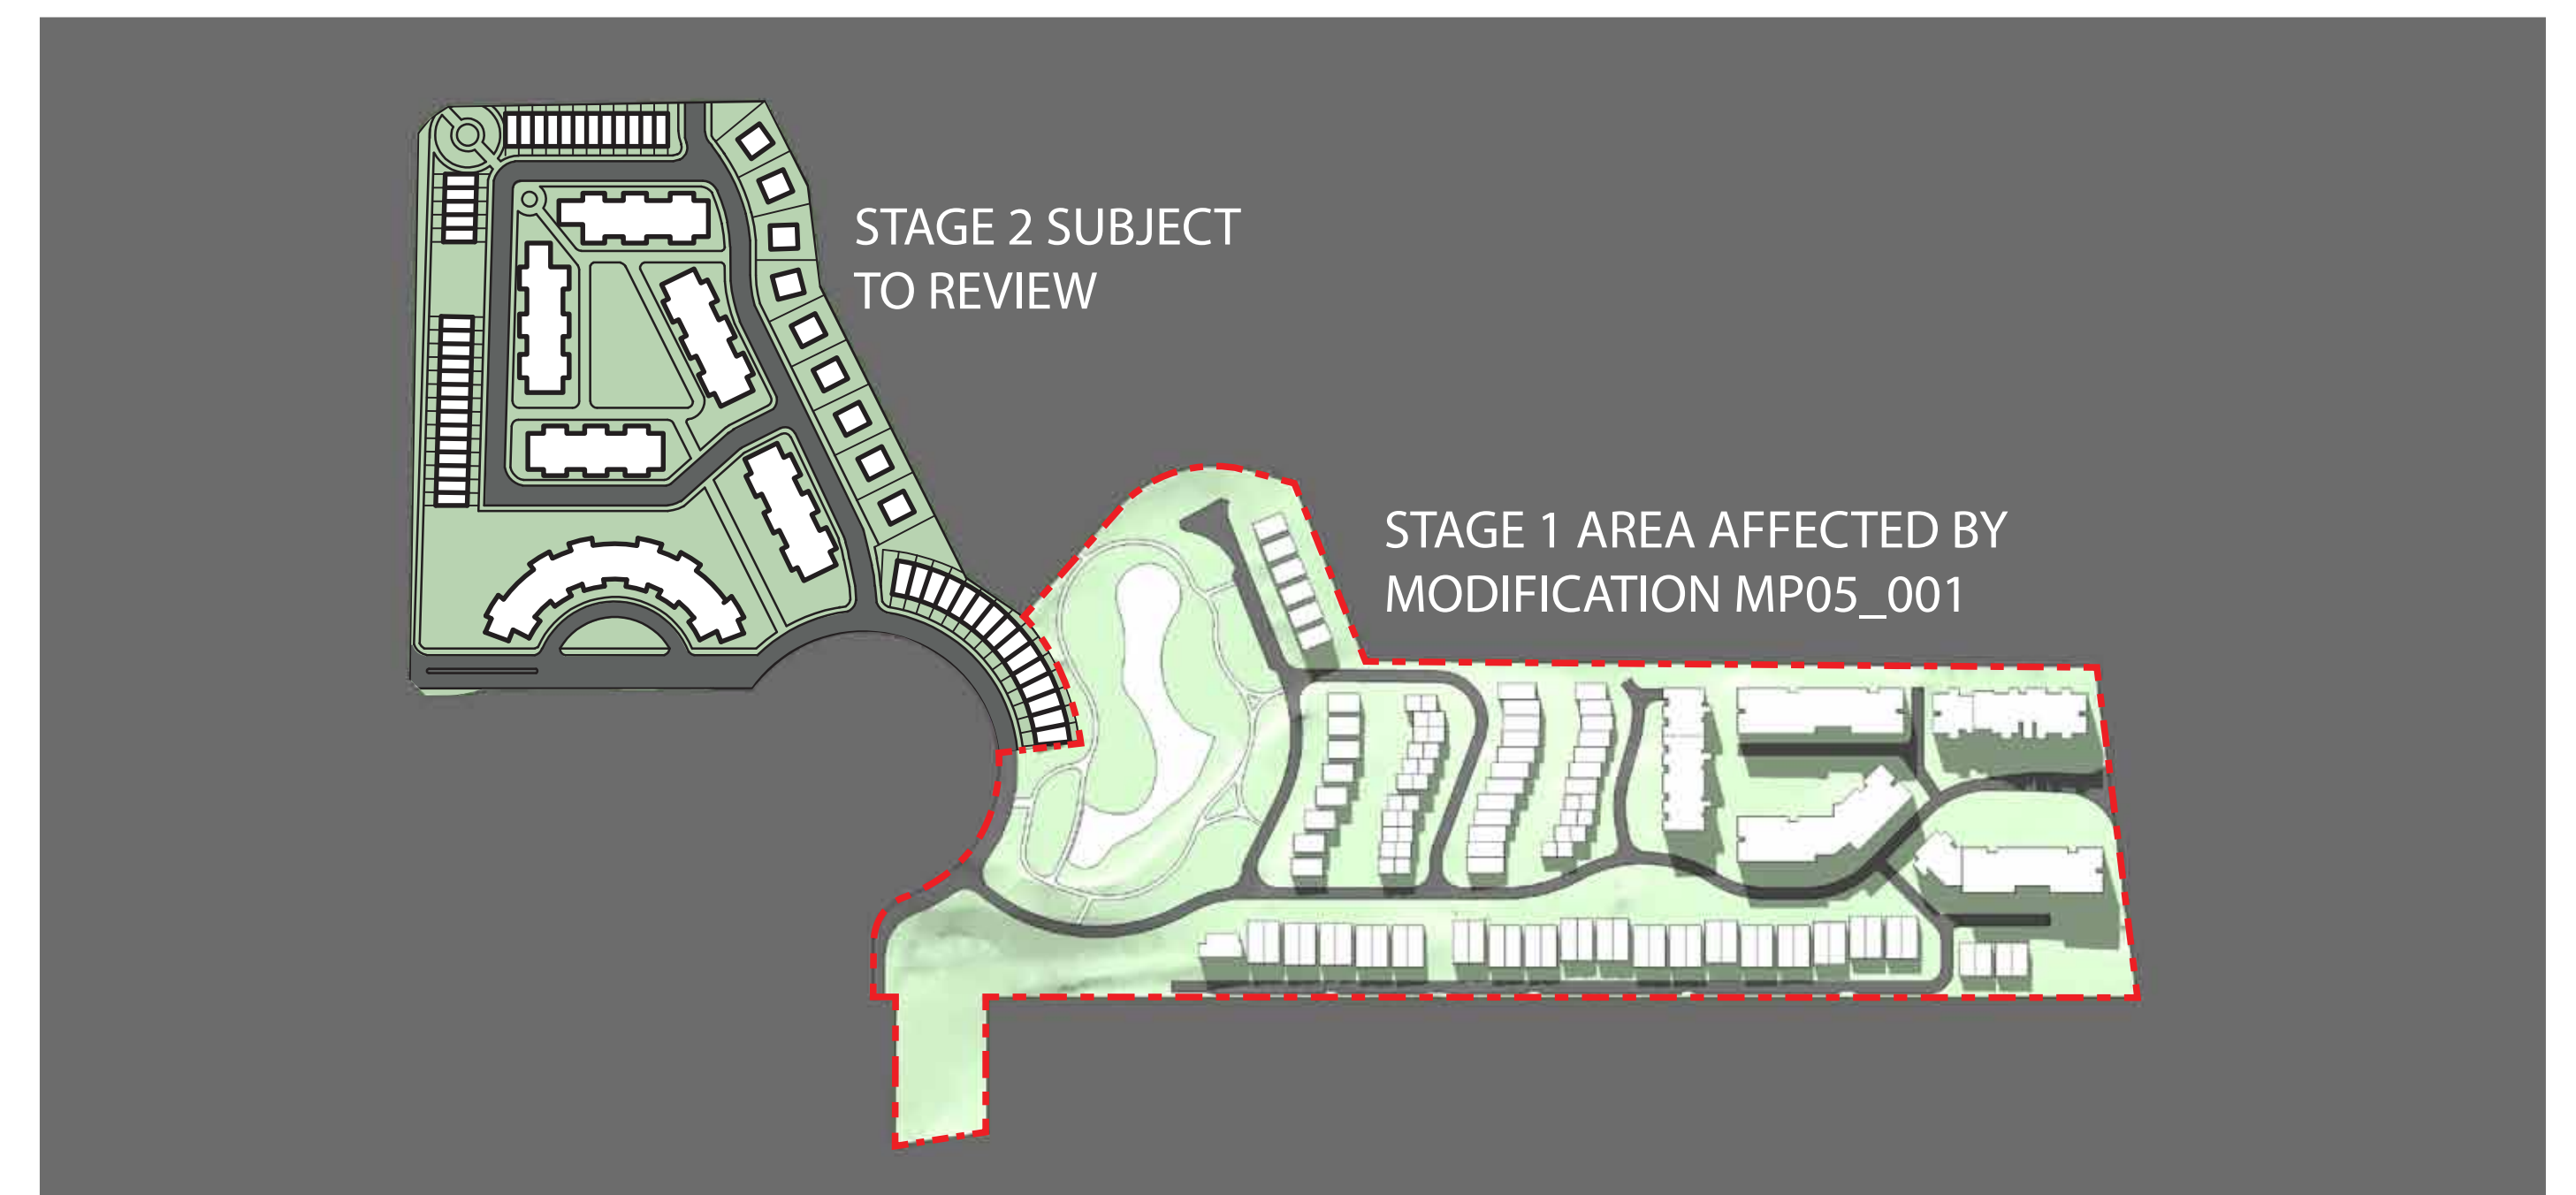 STAGE 2 SUBJECT
TO REVIEW
STAGE 1 AREA AFFECTED BY
MODIFICATION MP05_001